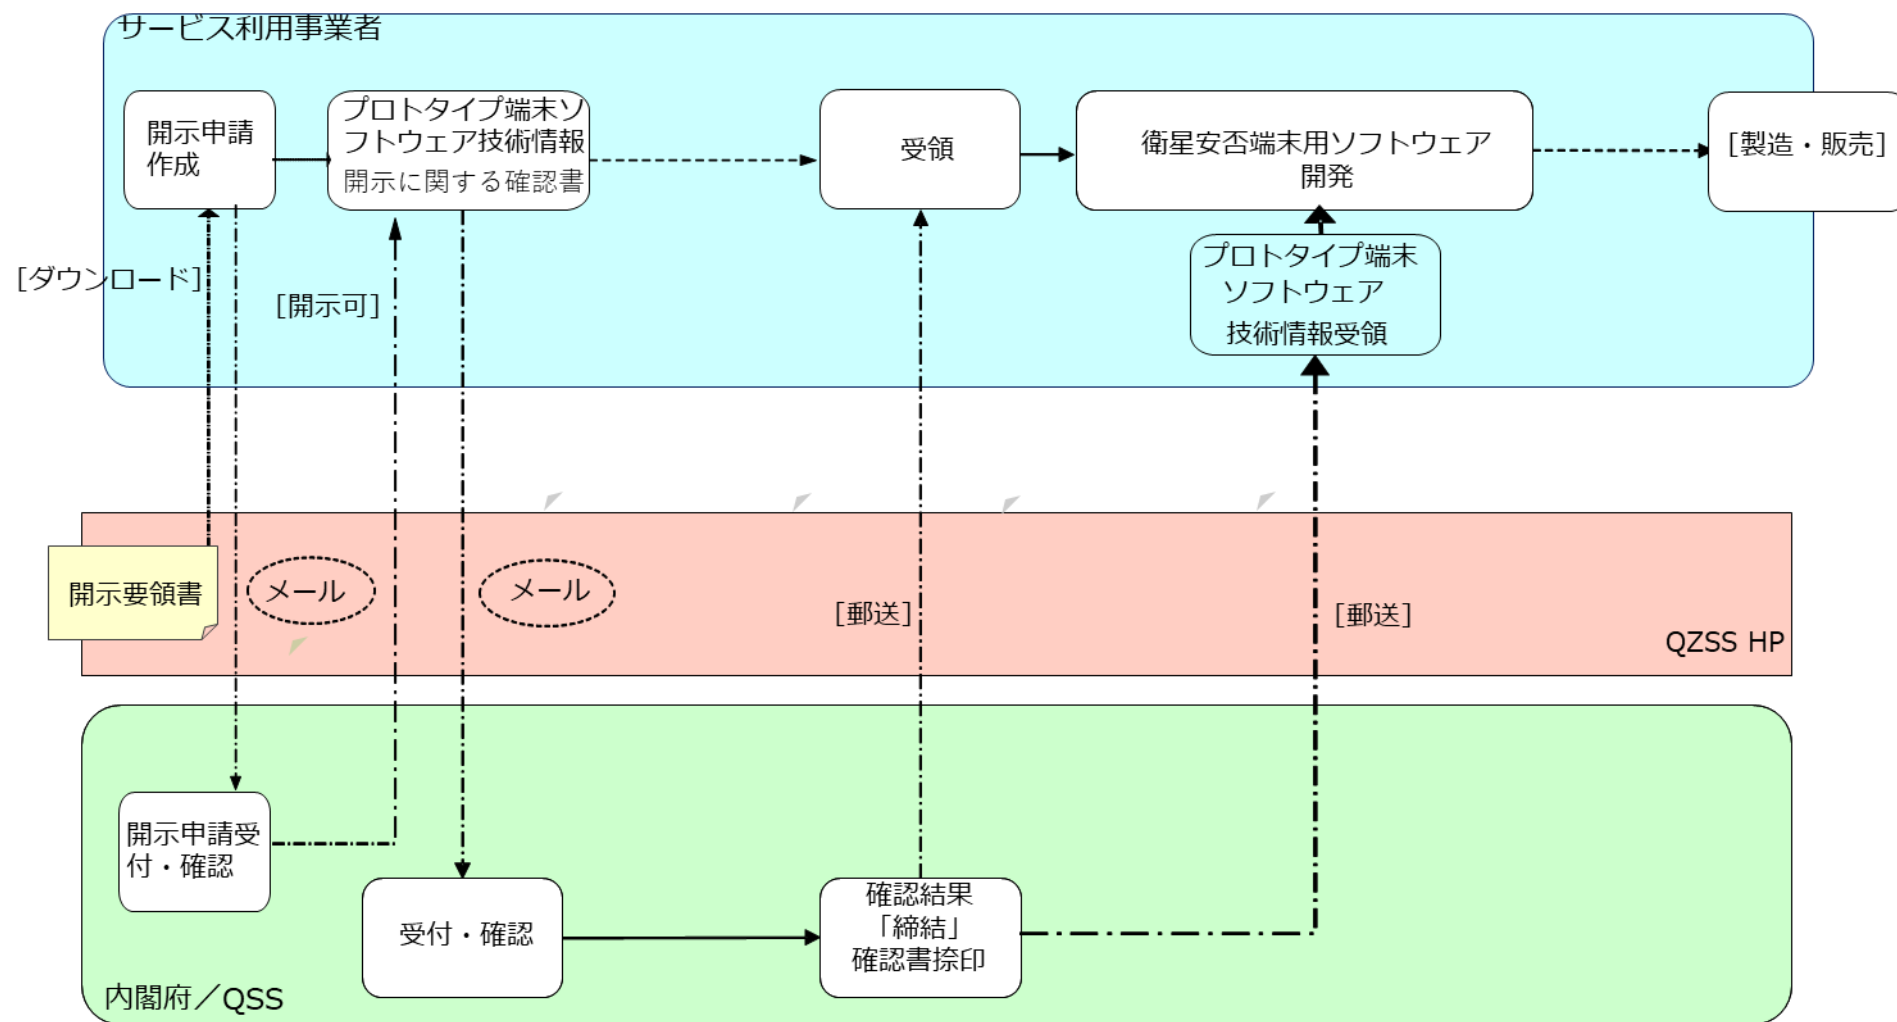 サービス利用事業者
開示申請
作成
プロトタイプ端末ソ
フトウェア技術情報
開示に関する確認書
受領
衛星安否端末用ソフトウェア
開発
[製造・販売]
[ダウンロード]
[開示可]
プロトタイプ端末
ソフトウェア
技術情報受領
開示要領書
メール
メール
[郵送]
[郵送]
QZSS HP
開示申請受
付・確認
受付・確認
確認結果
「締結」
確認書捺印
内閣府／QSS